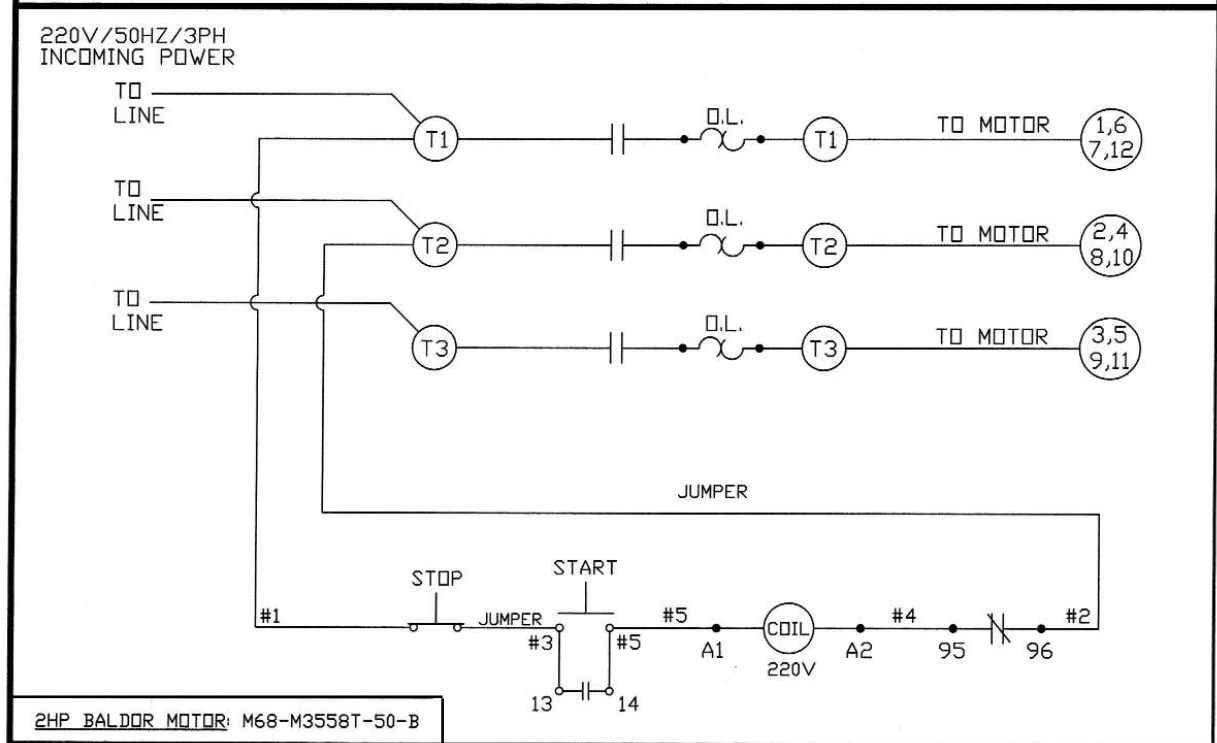 220V/50HZ/3PH
INCOMING POWER
TO
LINE
T1
O.L.
T1
TO MOTOR
1,6
7,12
TO
LINE
T2
O.L.
T2
TO MOTOR
2,4
8,10
TO
LINE
T3
O.L.
T3
TO MOTOR
3,5
9,11
JUMPER
STOP
START
#1
JUMPER
#3
#5
#5
A1
COIL
220V
A2
#4
95
96
#2
13
14
2HP BALDOR MOTOR: M68-M3558T-50-B